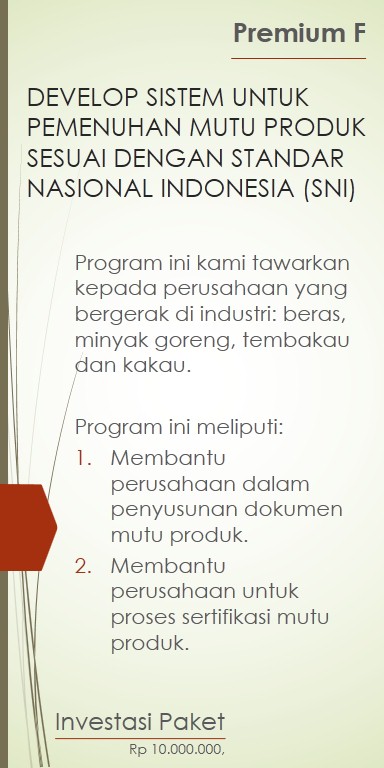 Premium F
DEVELOP SISTEM UNTUK
PEMENUHAN MUTU PRODUK
SESUAI DENGAN STANDAR
NASIONAL INDONESIA (SNI)
Program ini kami tawarkan
kepada perusahaan yang
bergerak di industri: beras,
minyak goreng, tembakau
dan kakau.
Program ini meliputi:
1. Membantu
perusahaan dalam
penyusunan dokumen
mutu produk.
2. Membantu
perusahaan untuk
proses sertifikasi mutu
produk.
Investasi Paket
Rp 10.000.000,